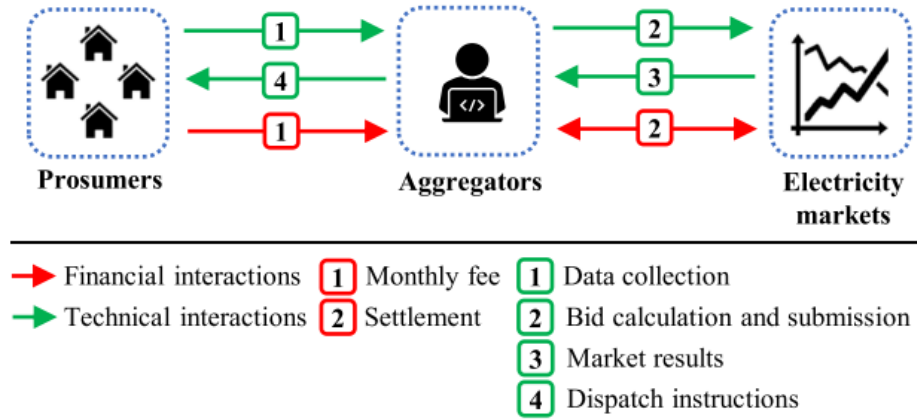 1
2
4
</>
3
1
2
Prosumers
Aggregators
Electricity
markets
Financial interactions
1 Monthly fee
1 Data collection
Technical interactions
2 Settlement
2 Bid calculation and submission
3 Market results
4 Dispatch instructions